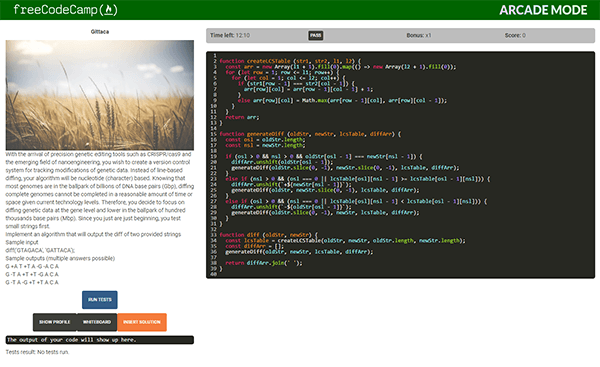 freeCodeCamp(🔥)
ARCADE MODE
Gittaca
With the arrival of precision genetic editing tools such as CRISPR/cas9 and
the emerging field of nanoengineering, you wish to create a version control
system for tracking modifications of genetic data. Instead of line-based
diffing, your algorithm will be nucleotide (character) based. Knowing that
most genomes are in the ballpark of billions of DNA base pairs (Gbp), diffing
complete genomes cannot be completed in a reasonable amount of time or
space given current technology levels. Therefore, you decide to focus on
diffing genetic data at the gene level and lower in the ballpark of hundred
thousands base pairs (Mbp). Since you just are just beginning, you test
small strings first.
Implement an algorithm that will output the diff of two provided strings.
Sample input
diff('GTAGACA', 'GATTACA');
Sample outputs (multiple answers possible)
G +A T +T A -G -A C A
G -T A +T +T -G A C A
G -T A -G +T +T A C A
RUN TESTS
SHOW PROFILE WHITEBOARD INSERT SOLUTION
The output of your code will show up here.
Tests result: No tests run.
Time left: 12:10 PASS Bonus: x1 Score: 0
1
2 function createLCSTable (str1, str2, l1, l2) {
3 const arr = new Array(l1 + 1).fill(0).map(() => new Array(l2 + 1).fill(0));
4 for (let row = 1; row <= l1; row++) {
5 for (let col = 1; col <= l2; col++) {
6 if (str1[row - 1] === str2[col - 1]) {
7 arr[row][col] = arr[row - 1][col - 1] + 1;
8 }
9 else arr[row][col] = Math.max(arr[row - 1][col], arr[row][col - 1]);
10 }
11 }
12 return arr;
13 }
14
15 function generateDiff (oldStr, newStr, lcsTable, diffArr) {
16 const osl = oldStr.length;
17 const nsl = newStr.length;
18
19 if (osl > 0 && nsl > 0 && oldStr[osl - 1] === newStr[nsl - 1]) {
20 diffArr.unshift(oldStr[osl - 1]);
21 generateDiff(oldStr.slice(0, -1), newStr.slice(0, -1), lcsTable, diffArr);
22 }
23 else if (nsl > 0 && (osl === 0 || lcsTable[osl][nsl - 1] >= lcsTable[osl - 1][nsl])) {
24 diffArr.unshift(`+${newStr[nsl - 1]}`);
25 generateDiff(oldStr, newStr.slice(0, -1), lcsTable, diffArr);
26 }
27 else if (osl > 0 && (nsl === 0 || lcsTable[osl][nsl - 1] < lcsTable[osl - 1][nsl])) {
28 diffArr.unshift(`-${oldStr[osl - 1]}`);
29 generateDiff(oldStr.slice(0, -1), newStr, lcsTable, diffArr);
30 }
31 }
32
33 function diff (oldStr, newStr) {
34 const lcsTable = createLCSTable(oldStr, newStr, oldStr.length, newStr.length);
35 const diffArr = [];
36 generateDiff(oldStr, newStr, lcsTable, diffArr);
37
38 return diffArr.join(' ');
39 }
40